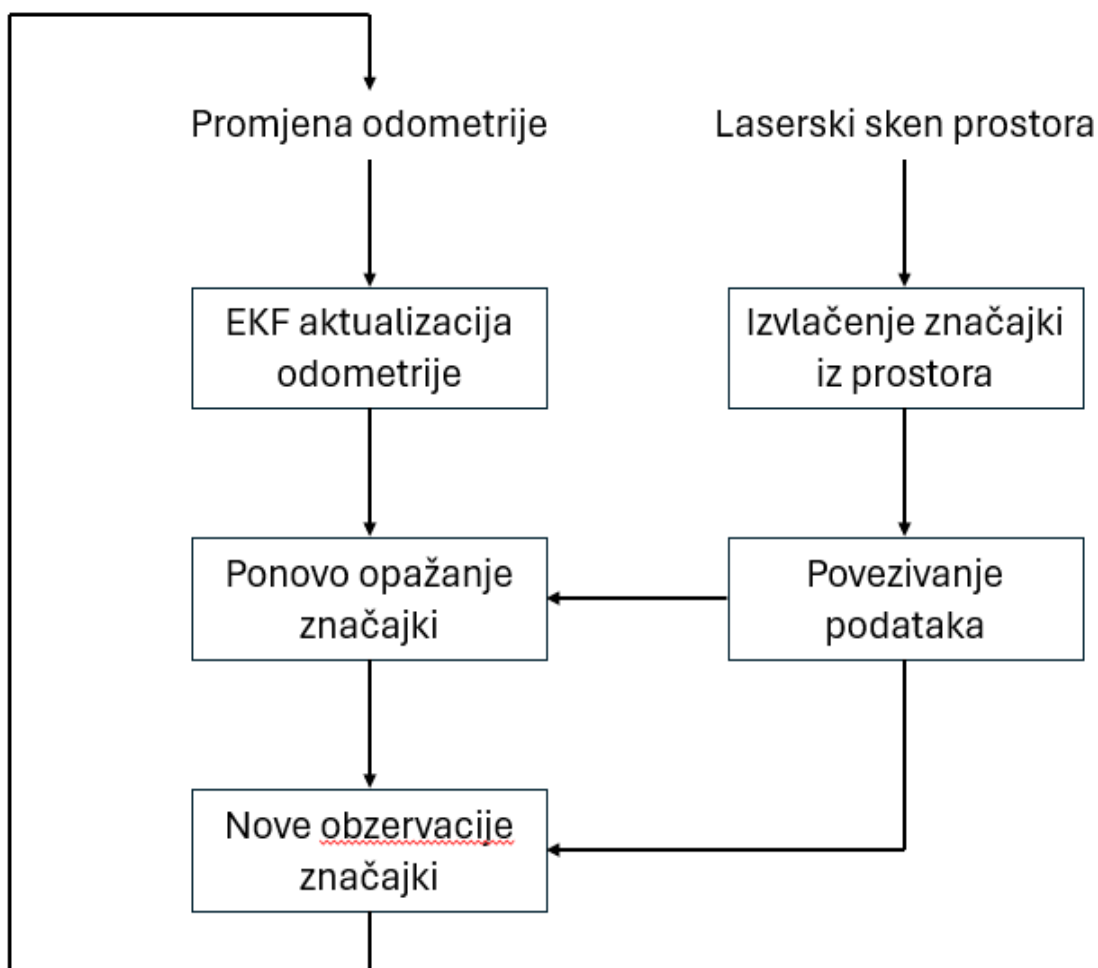 Promjena odometrije
Laserski sken prostora
EKF aktualizacija
odometrije
Izvlačenje značajki
iz prostora
Ponovo opažanje
značajki
Povezivanje
podataka
Nove obzervacije
značajki